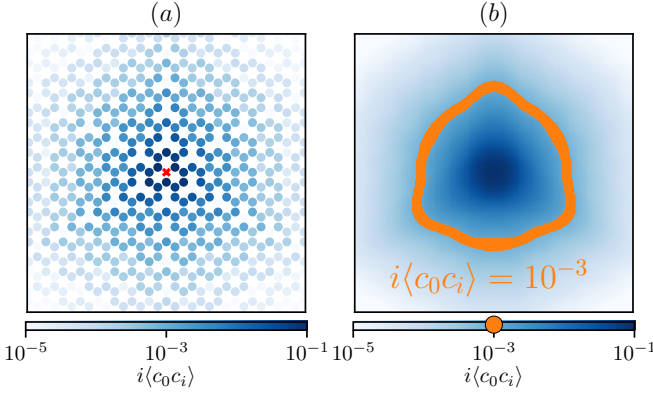 (a) (b)
i⟨c₀cᵢ⟩ = 10⁻³
10⁻⁵ 10⁻³ 10⁻¹ 10⁻⁵ 10⁻³ 10⁻¹
i⟨c₀cᵢ⟩ i⟨c₀cᵢ⟩